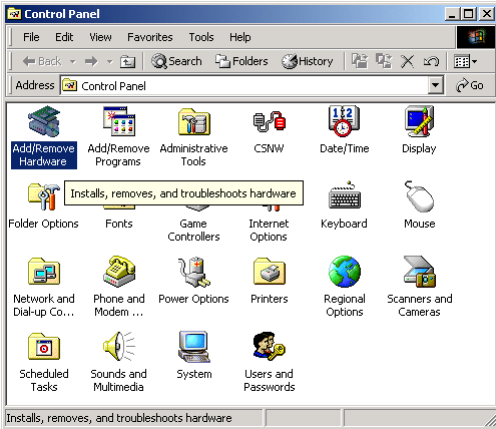 Control Panel
File Edit View Favorites Tools Help
Back Search Folders History
Address Control Panel Go
Add/Remove Hardware
Add/Remove Programs
Administrative Tools
CSNW
Date/Time
Display
Installs, removes, and troubleshoots hardware
Folder Options
Fonts
Game Controllers
Internet Options
Keyboard
Mouse
Network and Dial-up Co...
Phone and Modem ...
Power Options
Printers
Regional Options
Scanners and Cameras
Scheduled Tasks
Sounds and Multimedia
System
Users and Passwords
Installs, removes, and troubleshoots hardware